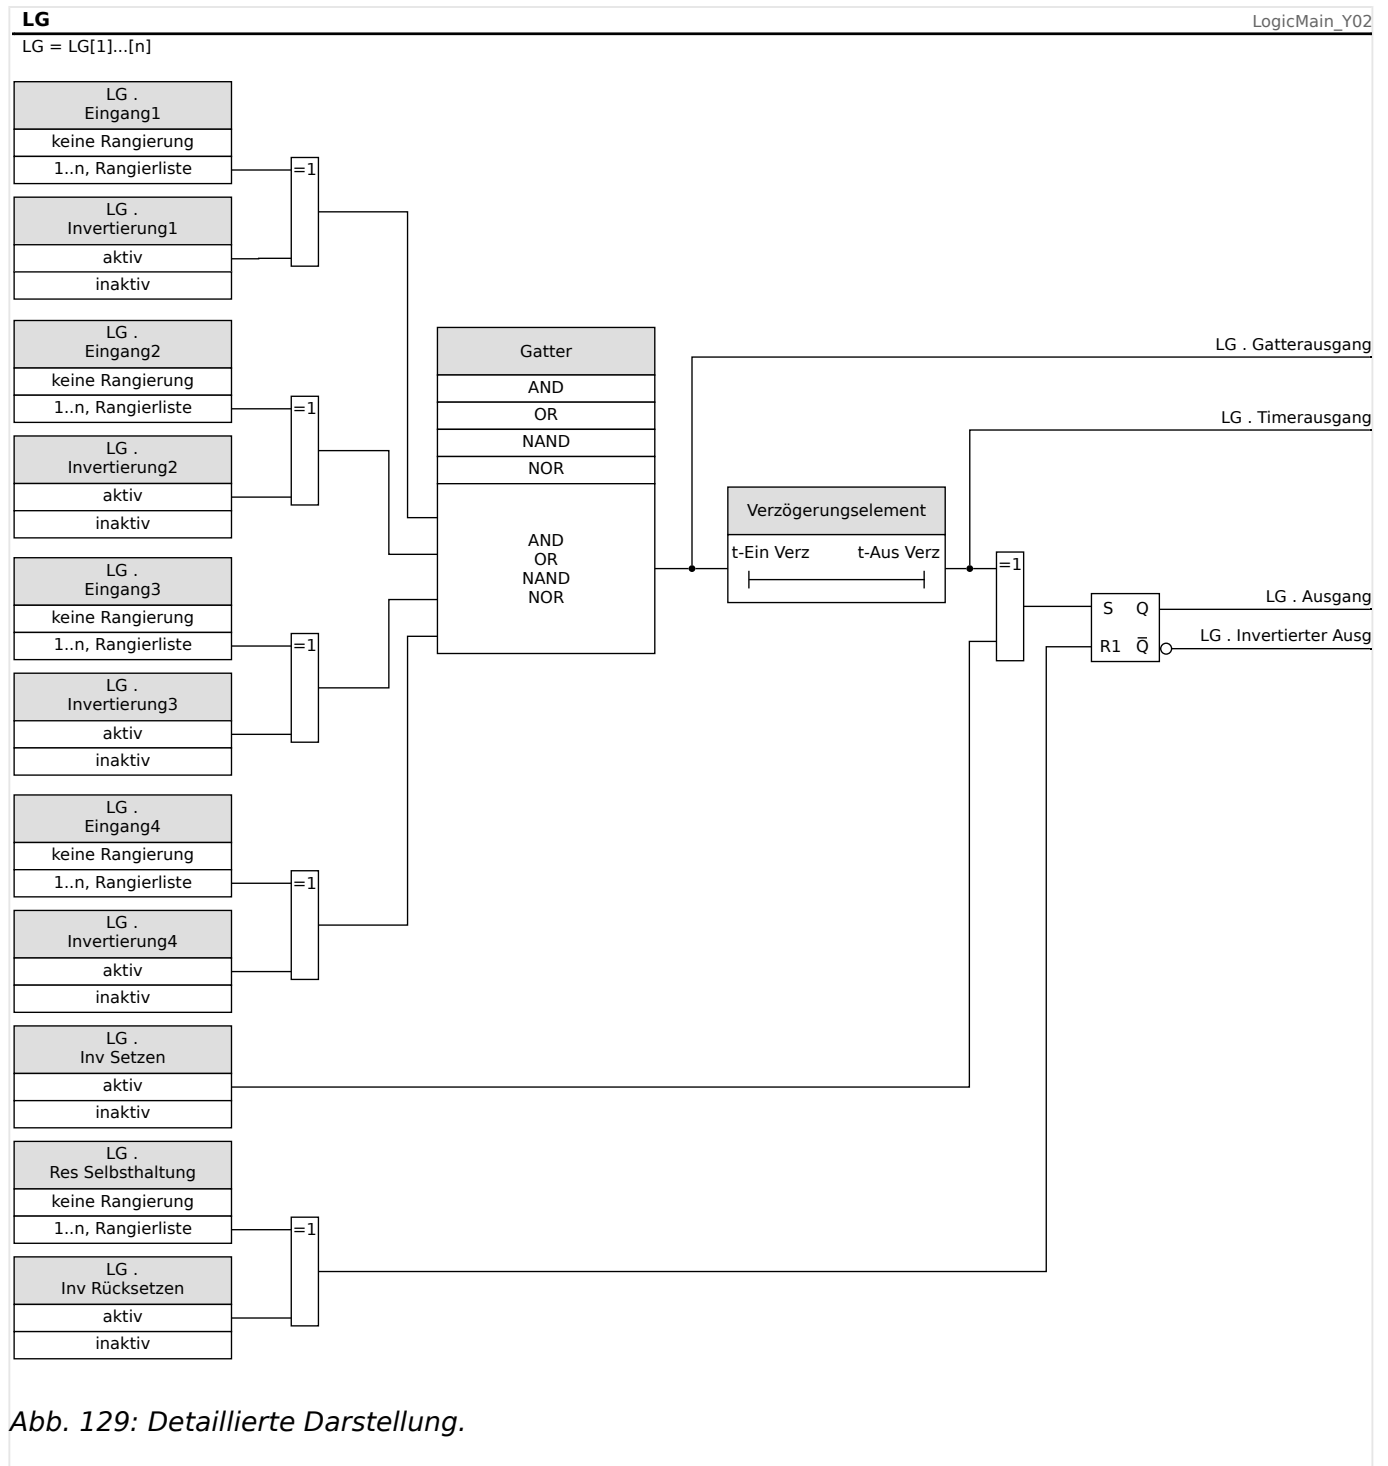 LG
LogicMain_Y02
LG = LG[1]...[n]
LG .
Eingang1
keine Rangierung
1..n, Rangierliste
=1
LG .
Invertierung1
aktiv
inaktiv
LG .
Eingang2
keine Rangierung
1..n, Rangierliste
=1
LG .
Invertierung2
aktiv
inaktiv
LG .
Eingang3
keine Rangierung
1..n, Rangierliste
=1
LG .
Invertierung3
aktiv
inaktiv
LG .
Eingang4
keine Rangierung
1..n, Rangierliste
=1
LG .
Invertierung4
aktiv
inaktiv
LG .
Inv Setzen
aktiv
inaktiv
LG .
Res Selbsthaltung
keine Rangierung
1..n, Rangierliste
=1
LG .
Inv Rücksetzen
aktiv
inaktiv
Gatter
AND
OR
NAND
NOR
AND
OR
NAND
NOR
Verzögerungselement
t-Ein Verz t-Aus Verz
=1
S Q
R1 Q̅
LG . Gatterausgang
LG . Timerausgang
LG . Ausgang
LG . Invertierter Ausg
Abb. 129: Detaillierte Darstellung.